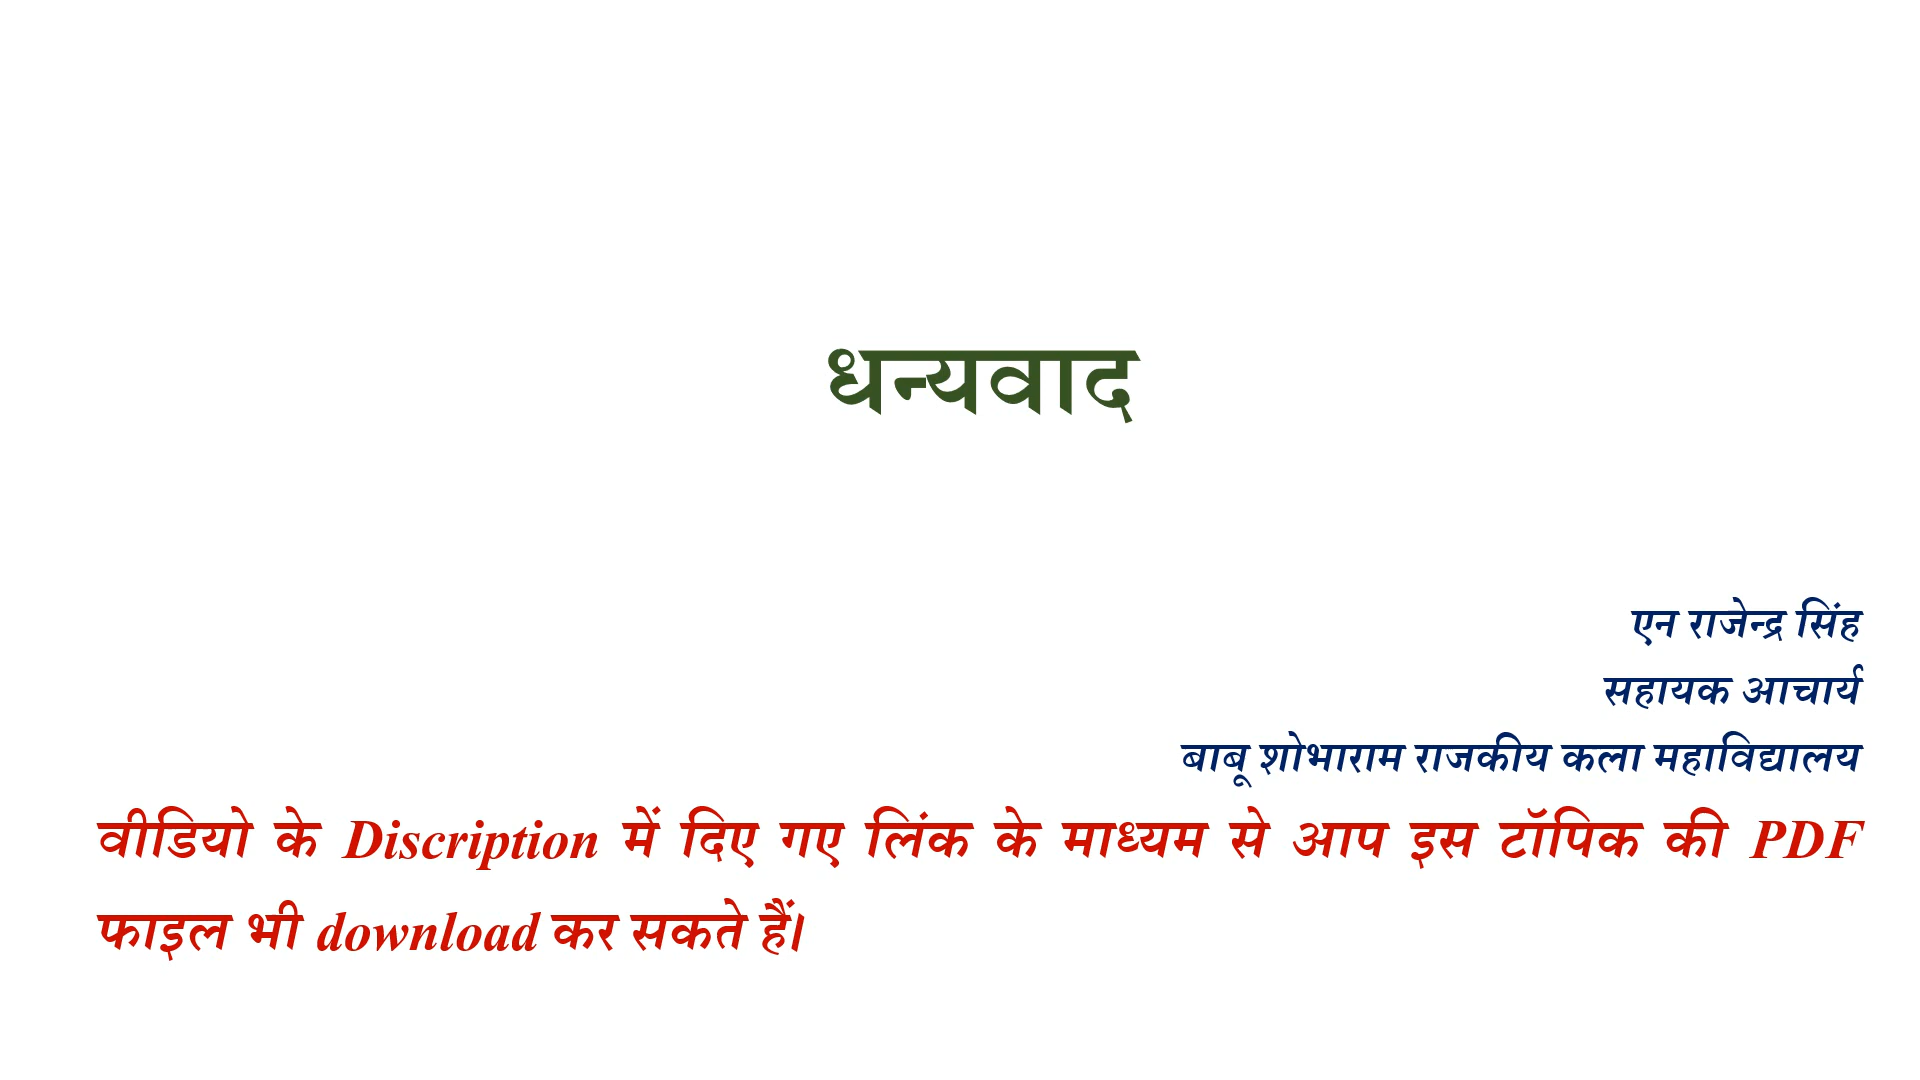 धन्यवाद
एन राजेन्द्र सिंह
सहायक आचार्य
बाबू शोभाराम राजकीय कला महाविद्यालय
वीडियो के Discription में दिए गए लिंक के माध्यम से आप इस टॉपिक की PDF
फाइल भी download कर सकते हैं।